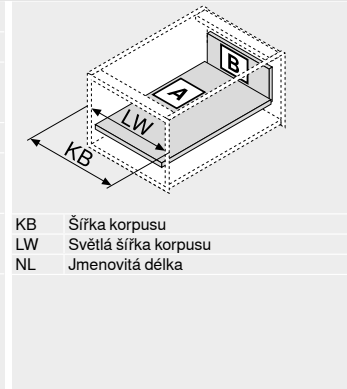 B
A
LW
KB
KB Šířka korpusu
LW Světlá šířka korpusu
NL Jmenovitá délka